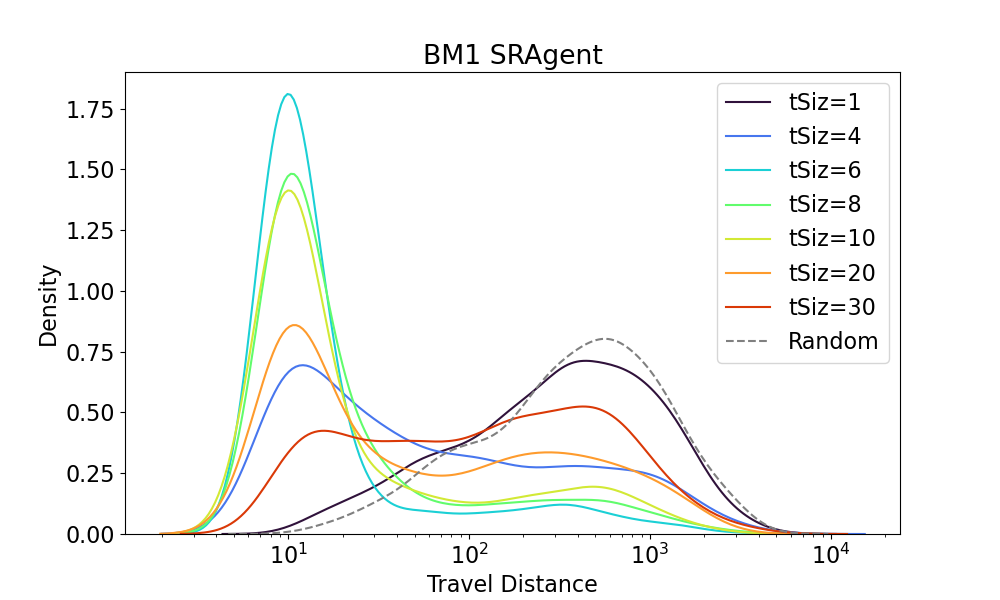 BM1 SRAgent
Density
1.75
1.50
1.25
1.00
0.75
0.50
0.25
0.00
tSiz=1
tSiz=4
tSiz=6
tSiz=8
tSiz=10
tSiz=20
tSiz=30
Random
10¹ 10² 10³ 10⁴
Travel Distance